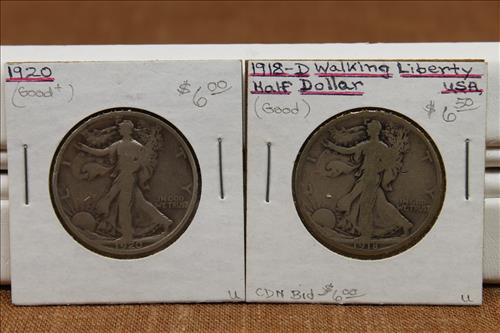 1920
(Good+)
$6.00
IN GOD
WE TRUST
1920
u
1918-D Walking Liberty
Half Dollar USA
(Good)
$6.50
LIBERTY
IN GOD
WE TRUST
1918
CDN Bid $6.00
u